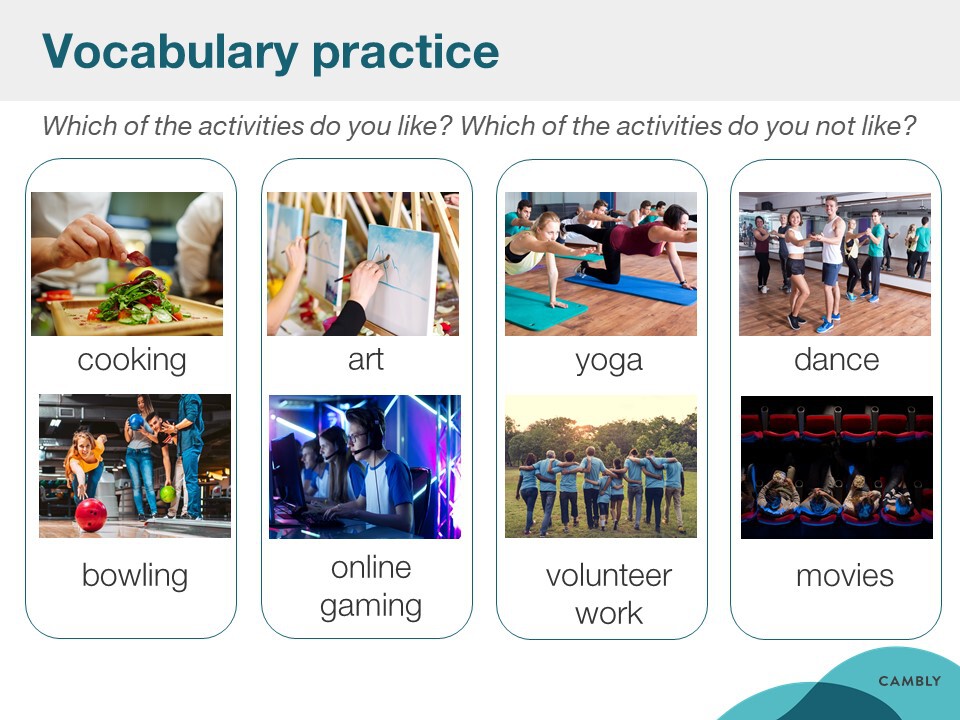 Vocabulary practice
Which of the activities do you like? Which of the activities do you not like?
cooking
art
yoga
dance
bowling
online
gaming
volunteer
work
movies
CAMBLY